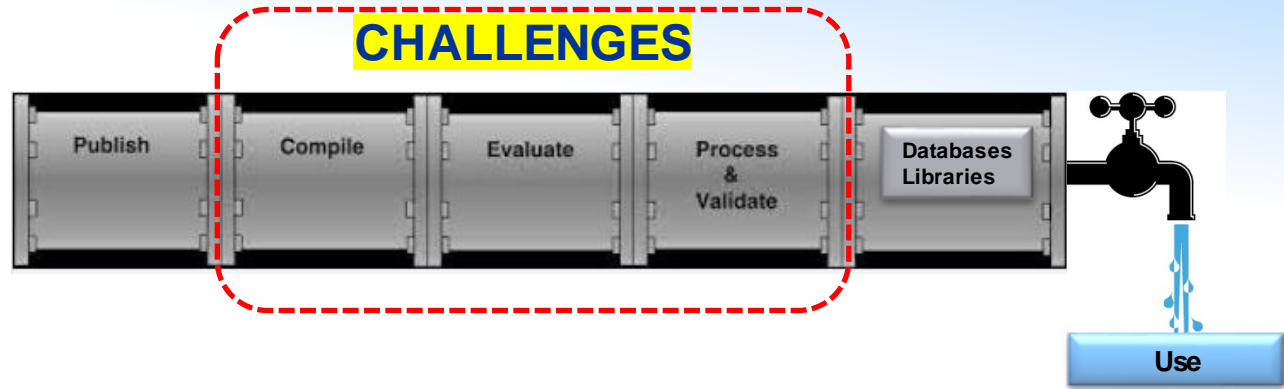 CHALLENGES
Publish
Compile
Evaluate
Process
&
Validate
Databases
Libraries
Use